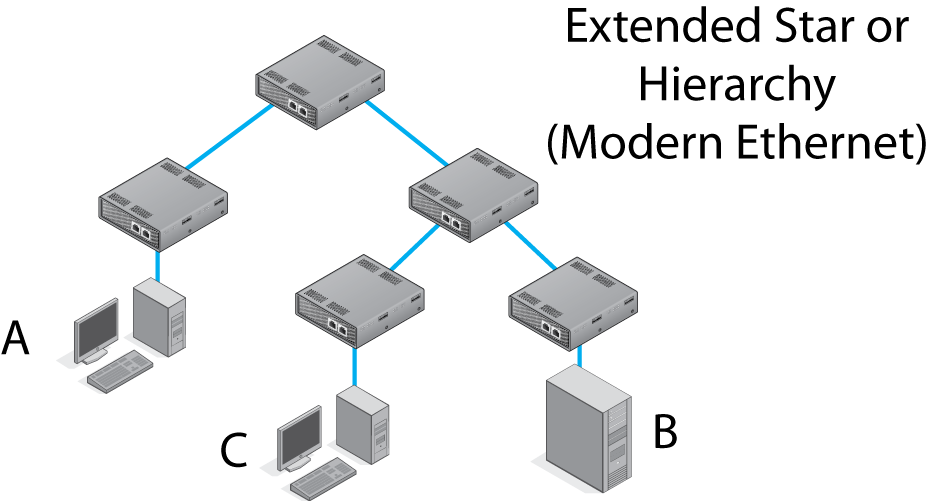 Extended Star or
Hierarchy
(Modern Ethernet)
A
C
B